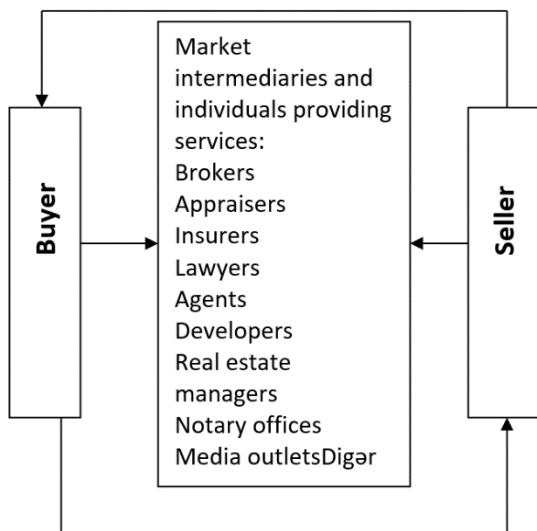 Buyer
Market
intermediaries and
individuals providing
services:
Brokers
Appraisers
Insurers
Lawyers
Agents
Developers
Real estate
managers
Notary offices
Media outletsDigər
Seller